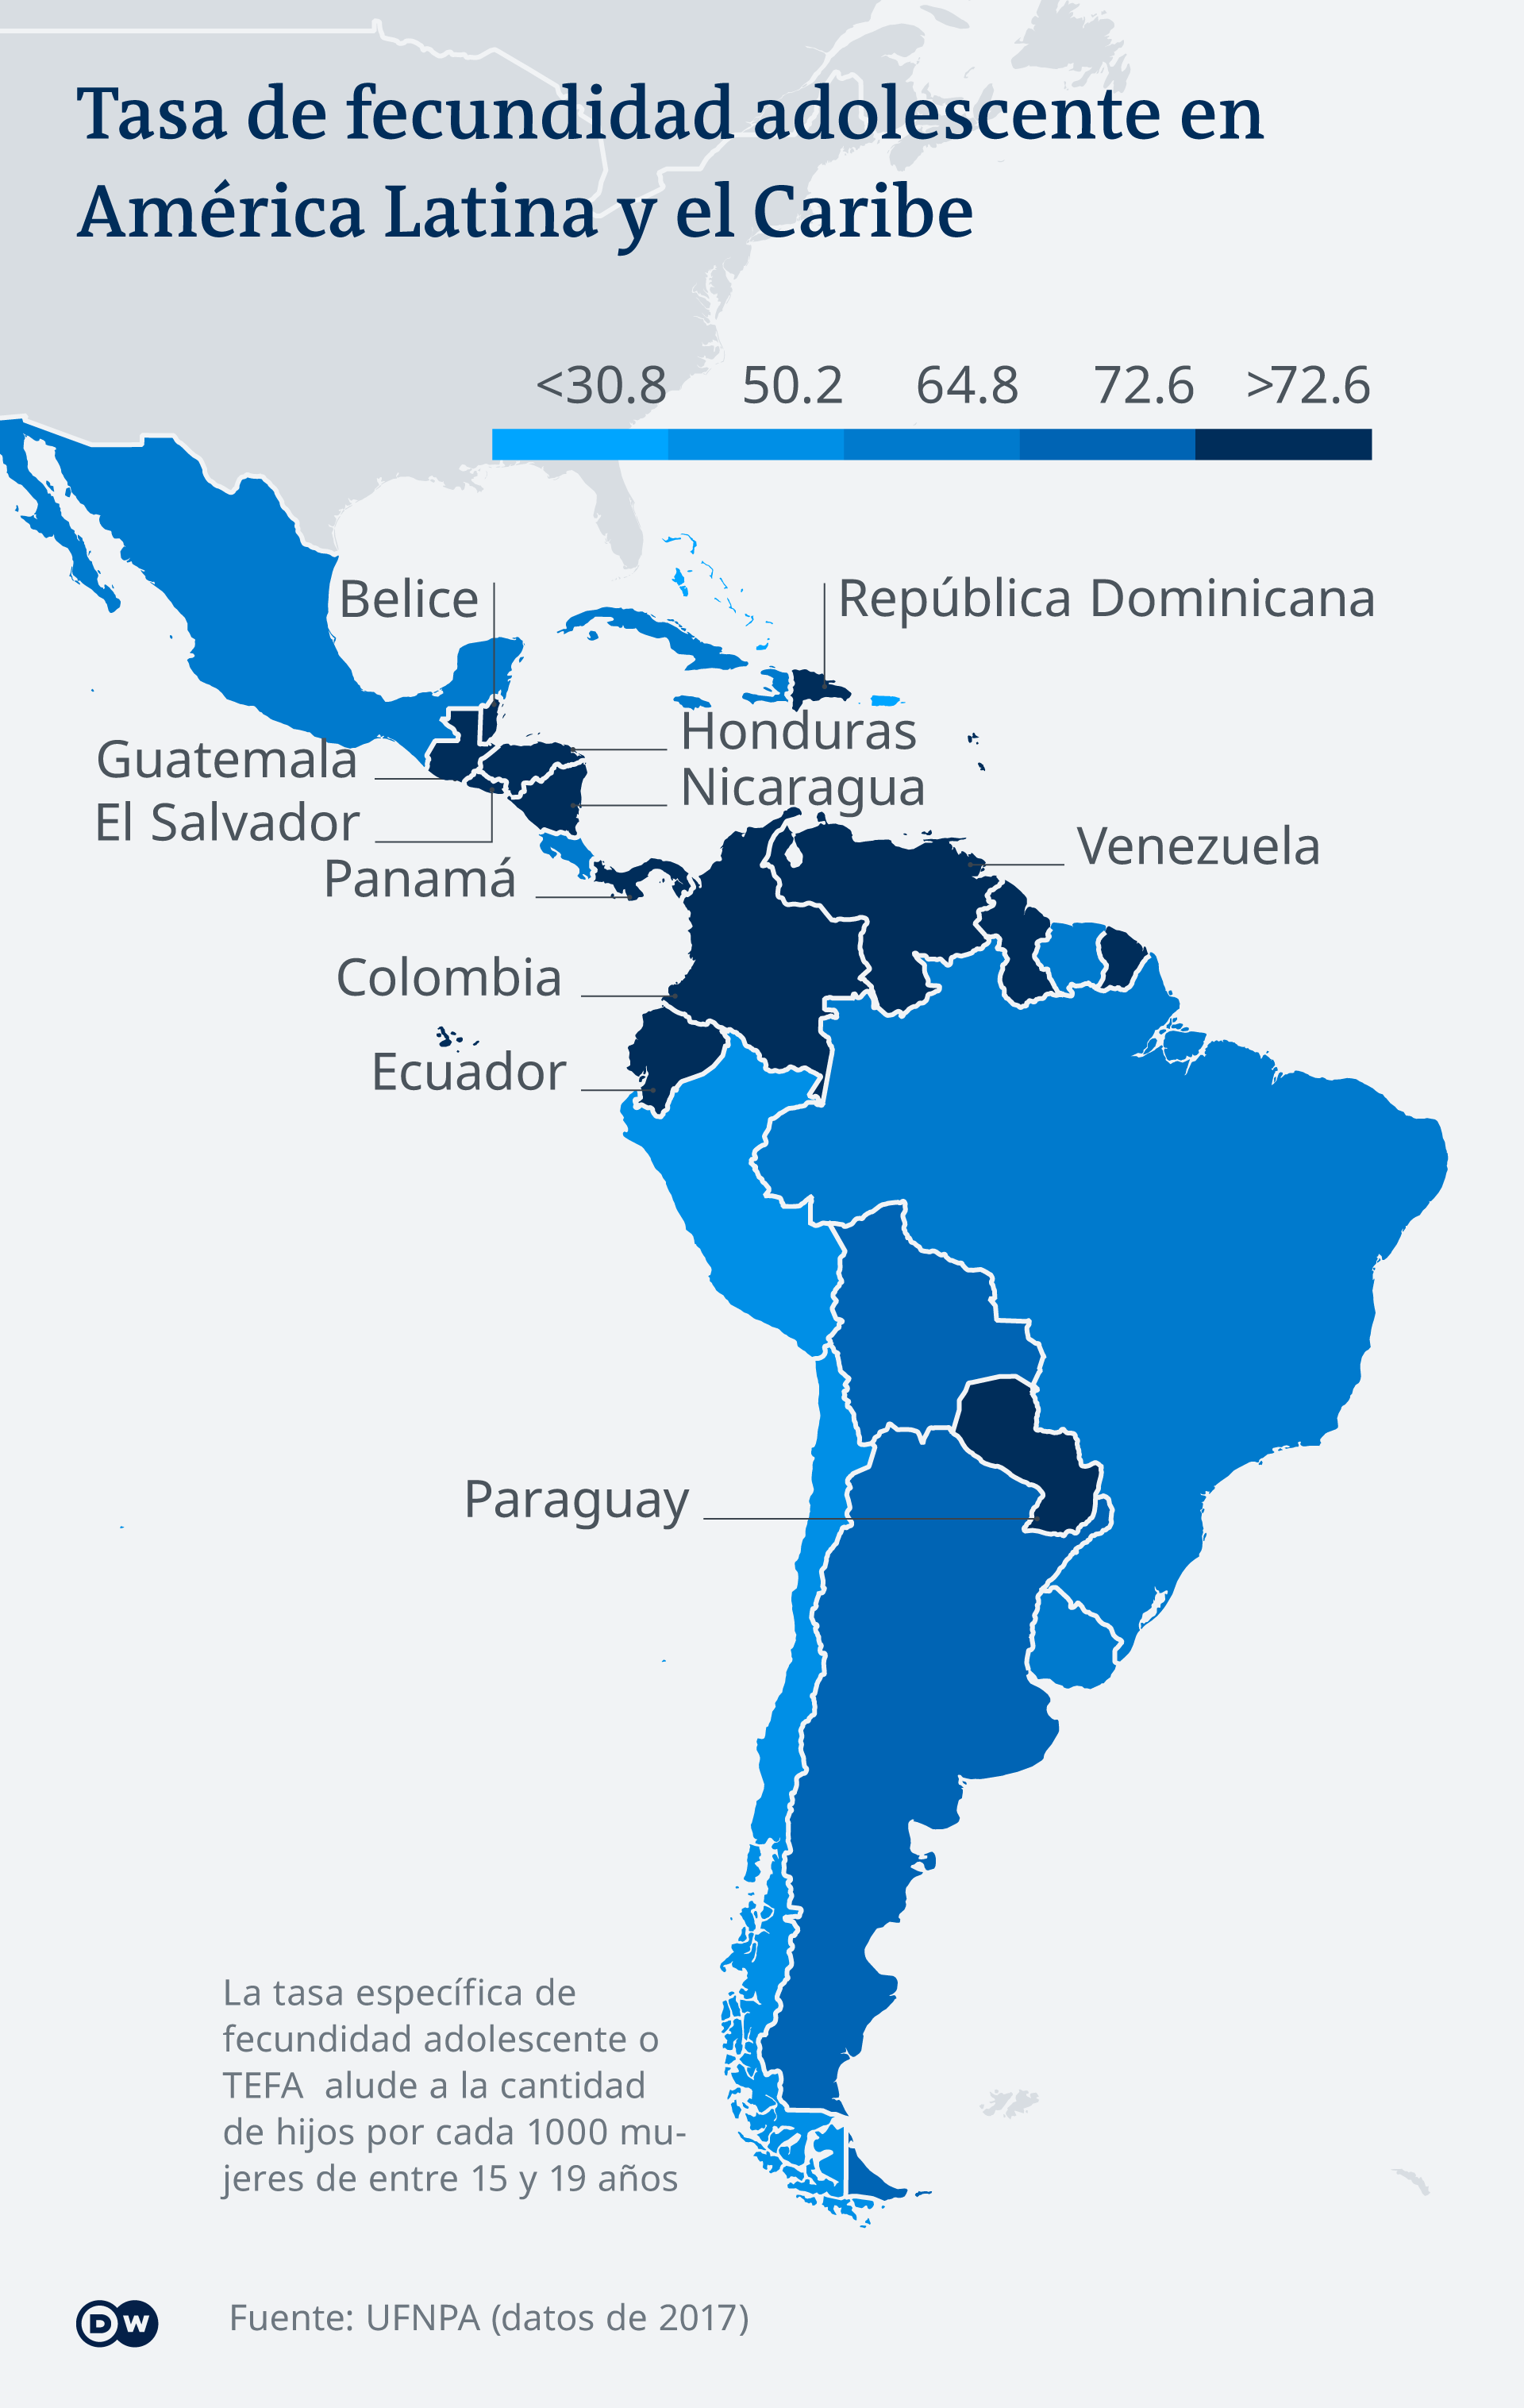 Tasa de fecundidad adolescente en
América Latina y el Caribe
<30.8 50.2 64.8 72.6 >72.6
Belice
República Dominicana
Honduras
Guatemala
Nicaragua
El Salvador
Venezuela
Panamá
Colombia
Ecuador
Paraguay
La tasa específica de
fecundidad adolescente o
TEFA  alude a la cantidad
de hijos por cada 1000 mu-
jeres de entre 15 y 19 años
DW
Fuente: UFNPA (datos de 2017)